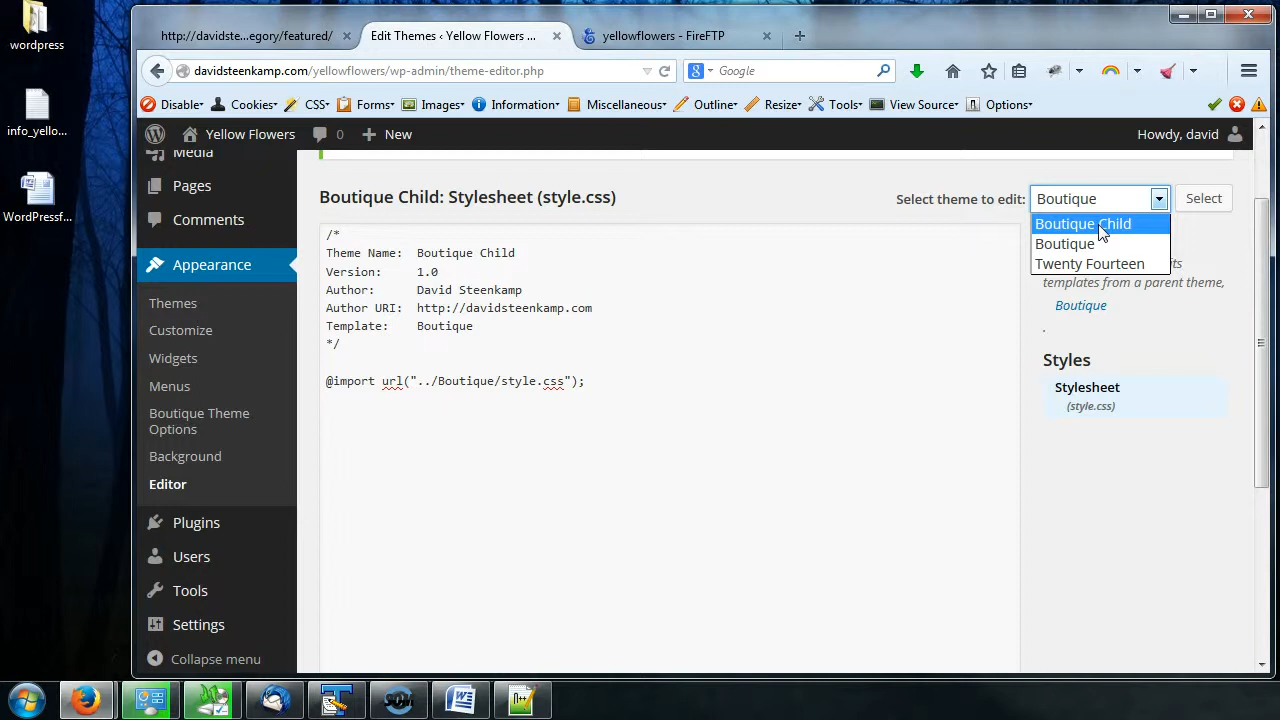 wordpress
info_yello...
WordPressf...
http://davidsteenkamp...egory/featured/
Edit Themes ‹ Yellow Flowers ...
yellowflowers - FireFTP
davidsteenkamp.com/yellowflowers/wp-admin/theme-editor.php
Google
Disable▾
Cookies▾
CSS▾
Forms▾
Images▾
Information▾
Miscellaneous▾
Outline▾
Resize▾
Tools▾
View Source▾
Options▾
Yellow Flowers
0
New
Howdy, david
Media
Pages
Comments
Appearance
Themes
Customize
Widgets
Menus
Boutique Theme
Options
Background
Editor
Plugins
Users
Tools
Settings
Collapse menu
Boutique Child: Stylesheet (style.css)
Select theme to edit:
Boutique
Select
Boutique Child
Boutique
Twenty Fourteen
/*
Theme Name: Boutique Child
Version: 1.0
Author: David Steenkamp
Author URI: http://davidsteenkamp.com
Template: Boutique
*/
@import url("../Boutique/style.css");
templates from a parent theme,
Boutique
.
Styles
Stylesheet
(style.css)